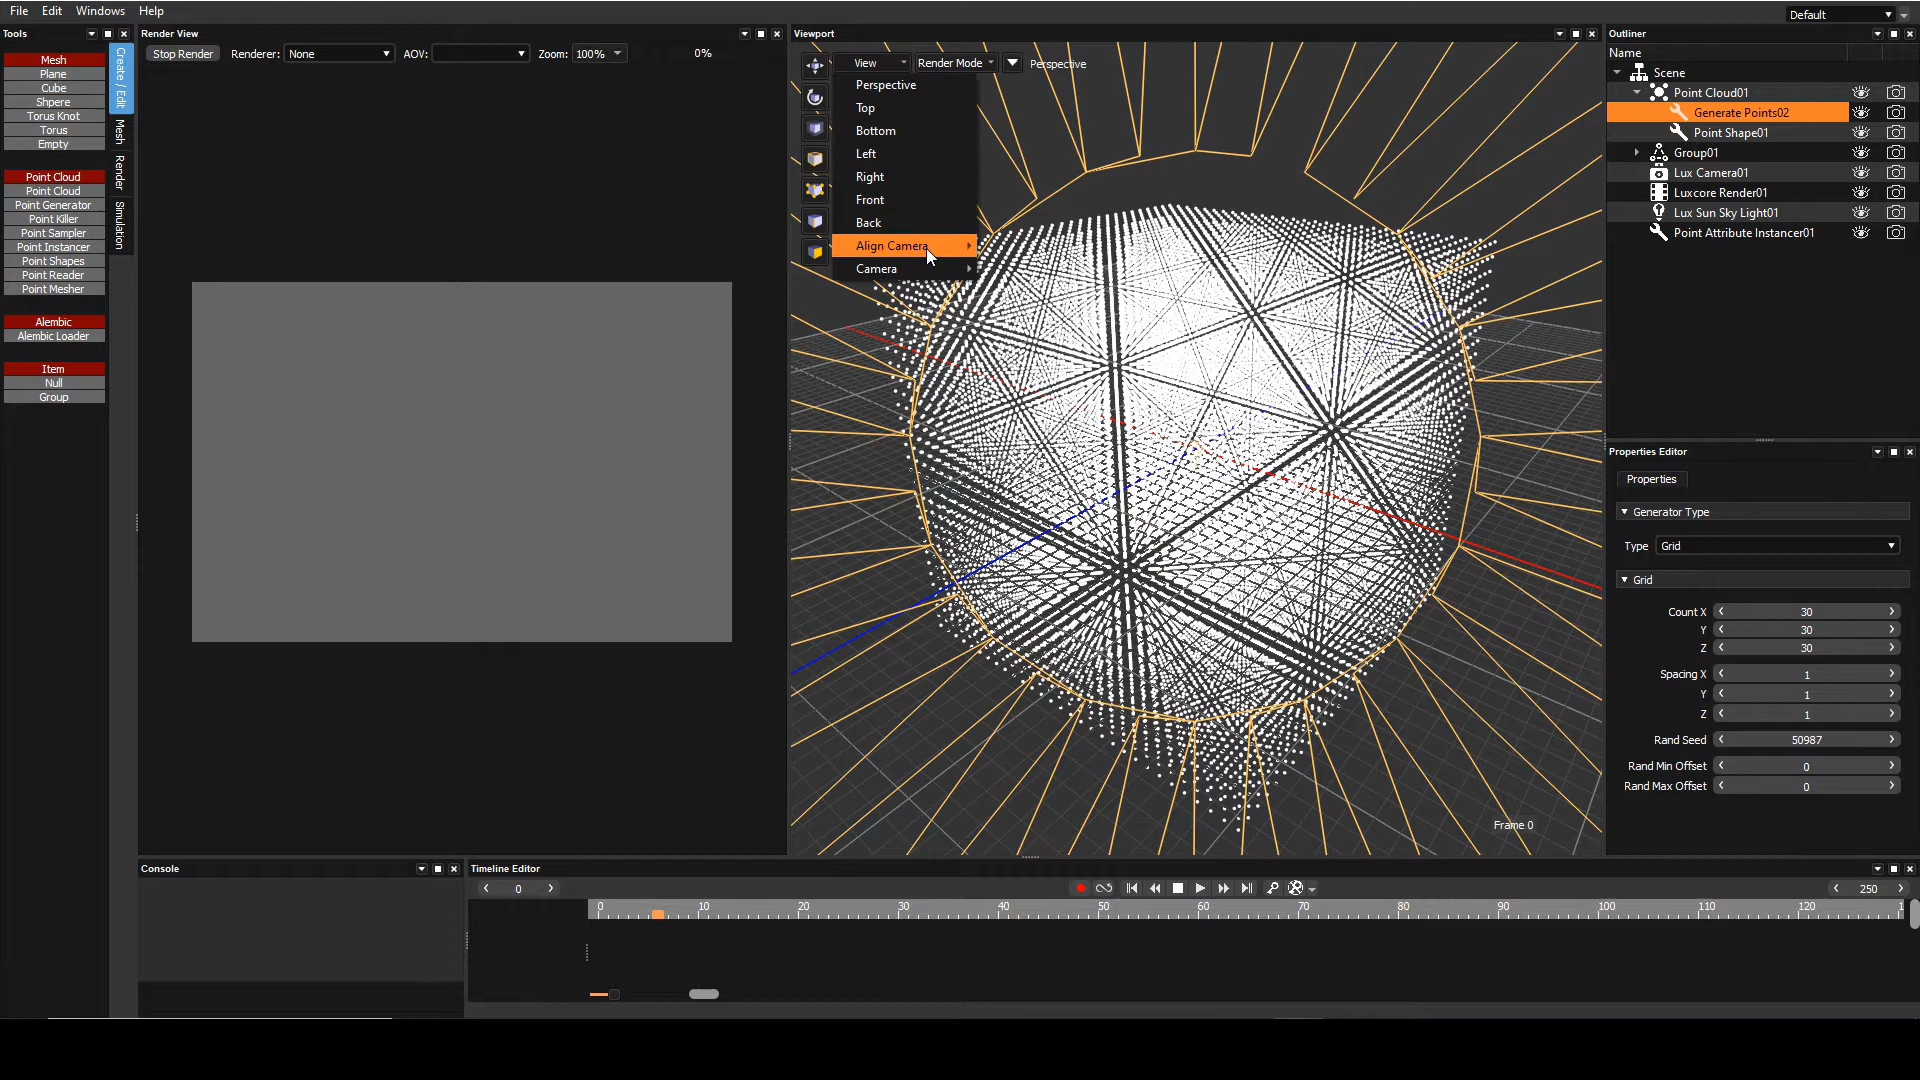 File Edit Windows Help
Default
Tools
Mesh
Plane
Cube
Shpere
Torus Knot
Torus
Empty
Point Cloud
Point Cloud
Point Generator
Point Killer
Point Sampler
Point Instancer
Point Shapes
Point Reader
Point Mesher
Alembic
Alembic Loader
Item
Null
Group
Create / Edit
Mesh
Render
Simulation
Render View
Stop Render Renderer: None AOV: Zoom: 100% 0%
Viewport
View Render Mode Perspective
Perspective
Top
Bottom
Left
Right
Front
Back
Align Camera
Camera
Frame 0
Outliner
Name
Scene
Point Cloud01
Generate Points02
Point Shape01
Group01
Lux Camera01
Luxcore Render01
Lux Sun Sky Light01
Point Attribute Instancer01
Properties Editor
Properties
Generator Type
Type Grid
Grid
Count X 30
Y 30
Z 30
Spacing X 1
Y 1
Z 1
Rand Seed 50987
Rand Min Offset 0
Rand Max Offset 0
Console
Timeline Editor
0 250
0 10 20 30 40 50 60 70 80 90 100 110 120 1